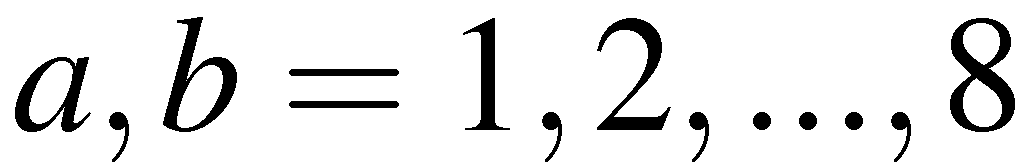 a, b = 1, 2, ..., 8